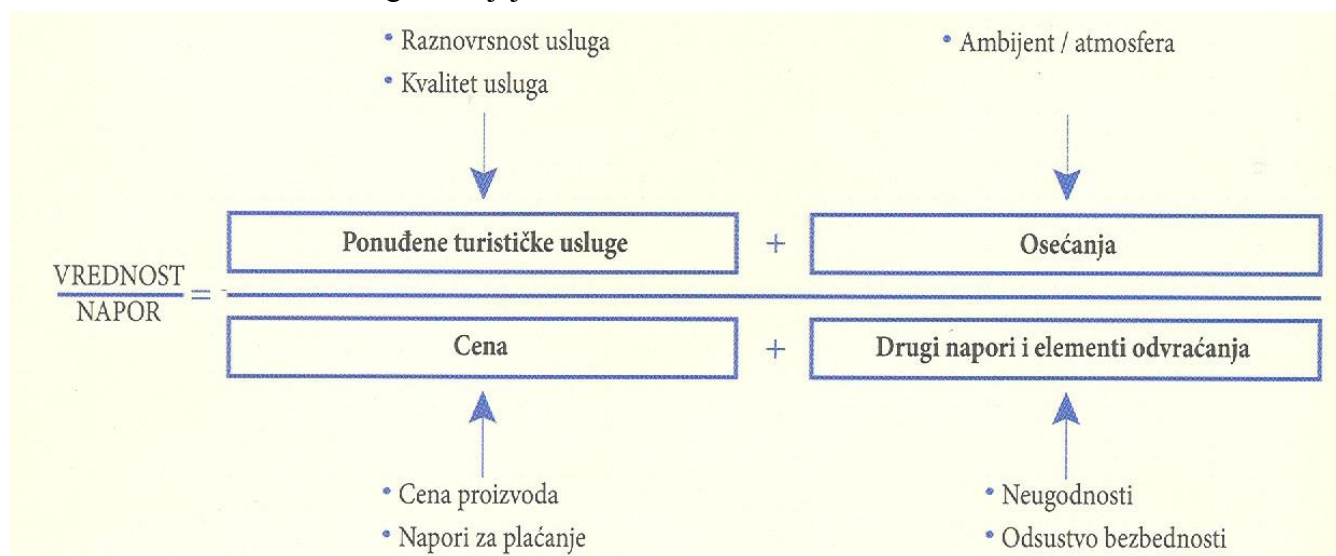 • Raznovrsnost usluga
• Kvalitet usluga
• Ambijent / atmosfera
Ponuđene turističke usluge + Osećanja
VREDNOST
NAPOR
=
Cena + Drugi napori i elementi odvraćanja
• Cena proizvoda
• Napori za plaćanje
• Neugodnosti
• Odsustvo bezbednosti